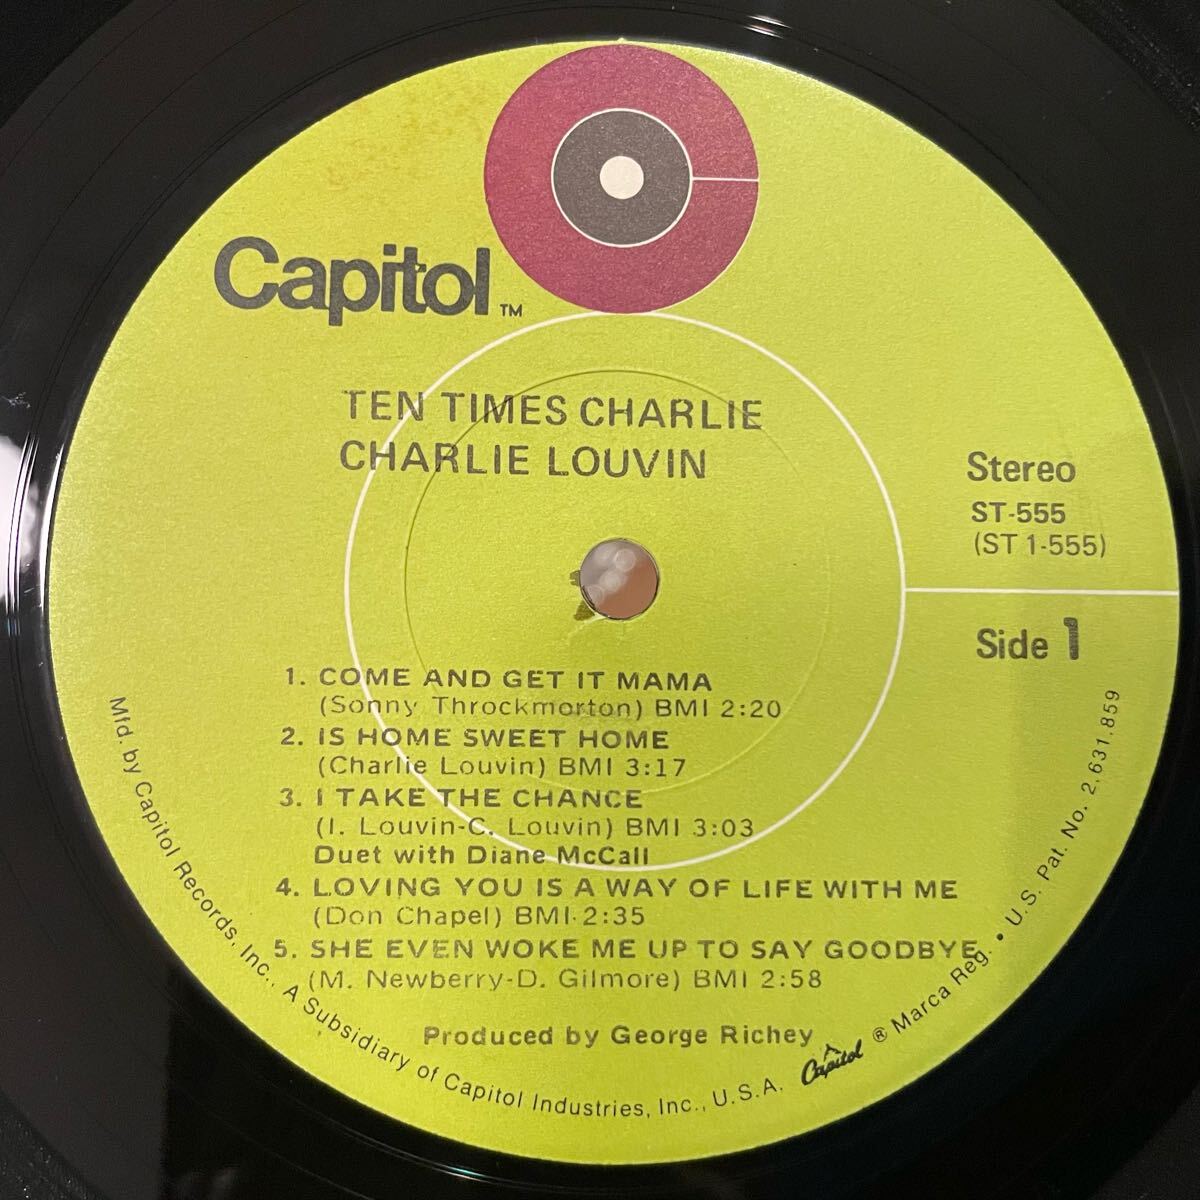 Capitol™
TEN TIMES CHARLIE
CHARLIE LOUVIN
Stereo
ST-555
(ST 1-555)
Side 1
1. COME AND GET IT MAMA
(Sonny Throckmorton) BMI 2:20
2. IS HOME SWEET HOME
(Charlie Louvin) BMI 3:17
3. I TAKE THE CHANCE
(I. Louvin-C. Louvin) BMI 3:03
Duet with Diane McCall
4. LOVING YOU IS A WAY OF LIFE WITH ME
(Don Chapel) BMI 2:35
5. SHE EVEN WOKE ME UP TO SAY GOODBYE
(M. Newberry-D. Gilmore) BMI 2:58
Produced by George Richey
Mfd. by Capitol Records, Inc., A Subsidiary of Capitol Industries, Inc., U.S.A. Capitol ® Marca Reg. • U.S. Pat. No. 2,631,859